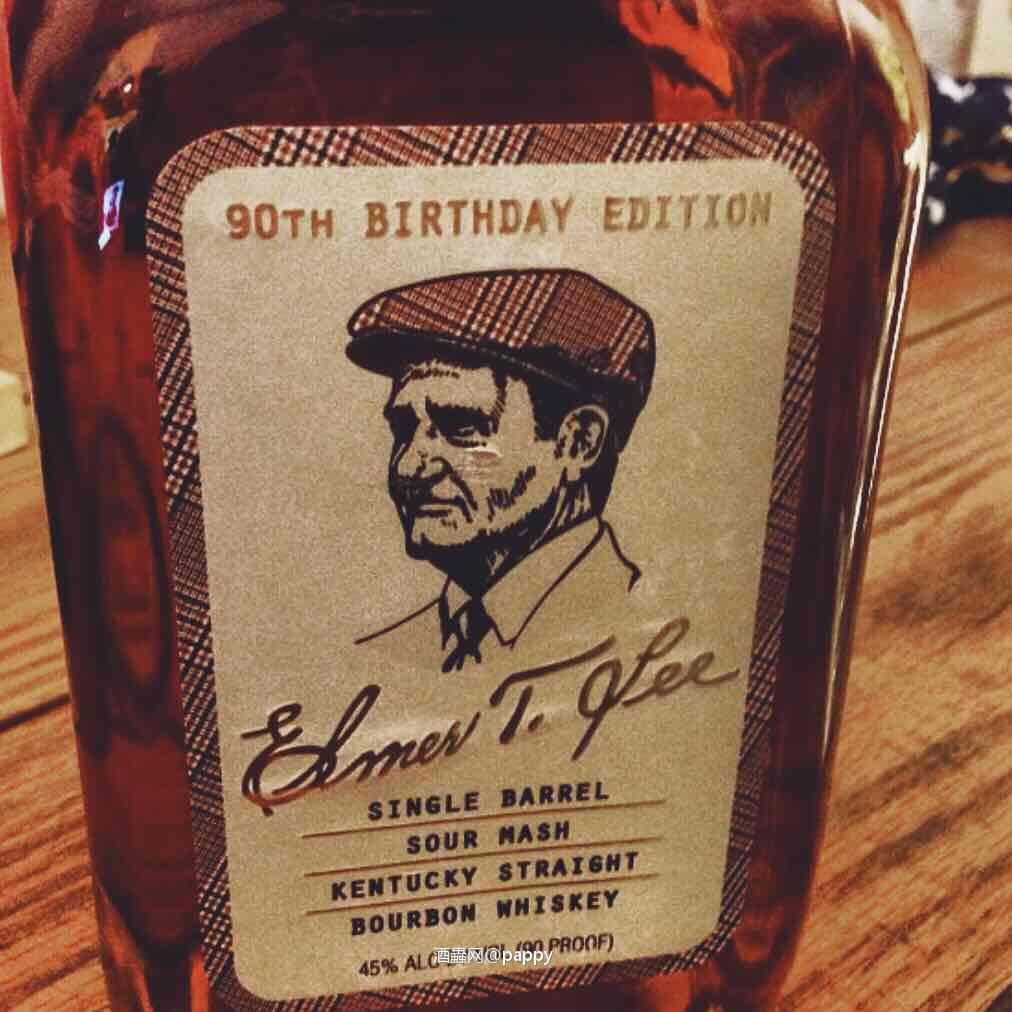 90TH BIRTHDAY EDITION
Elmer T. Lee
SINGLE BARREL
SOUR MASH
KENTUCKY STRAIGHT
BOURBON WHISKEY
45% (90 PROOF)
酒蟲网@pappy